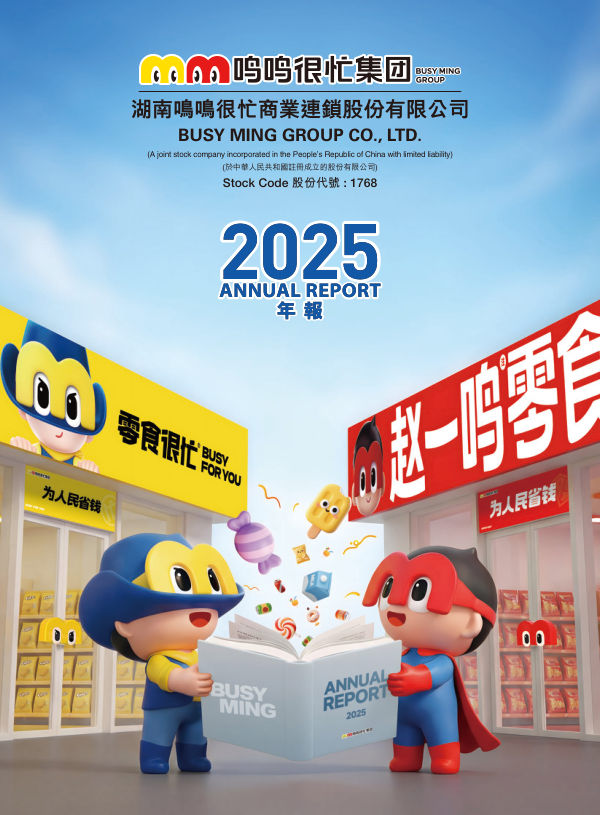 mm鸣鸣很忙集团 BUSY MING GROUP
湖南鳴鳴很忙商業連鎖股份有限公司
BUSY MING GROUP CO., LTD.
(A joint stock company incorporated in the People's Republic of China with limited liability)
(於中華人民共和國註冊成立的股份有限公司)
Stock Code 股份代號 : 1768
2025
ANNUAL REPORT
年報
零食很忙® BUSY FOR YOU
赵一鸣零食
为人民省钱
为人民省钱
BUSY MING
ANNUAL REPORT
2025